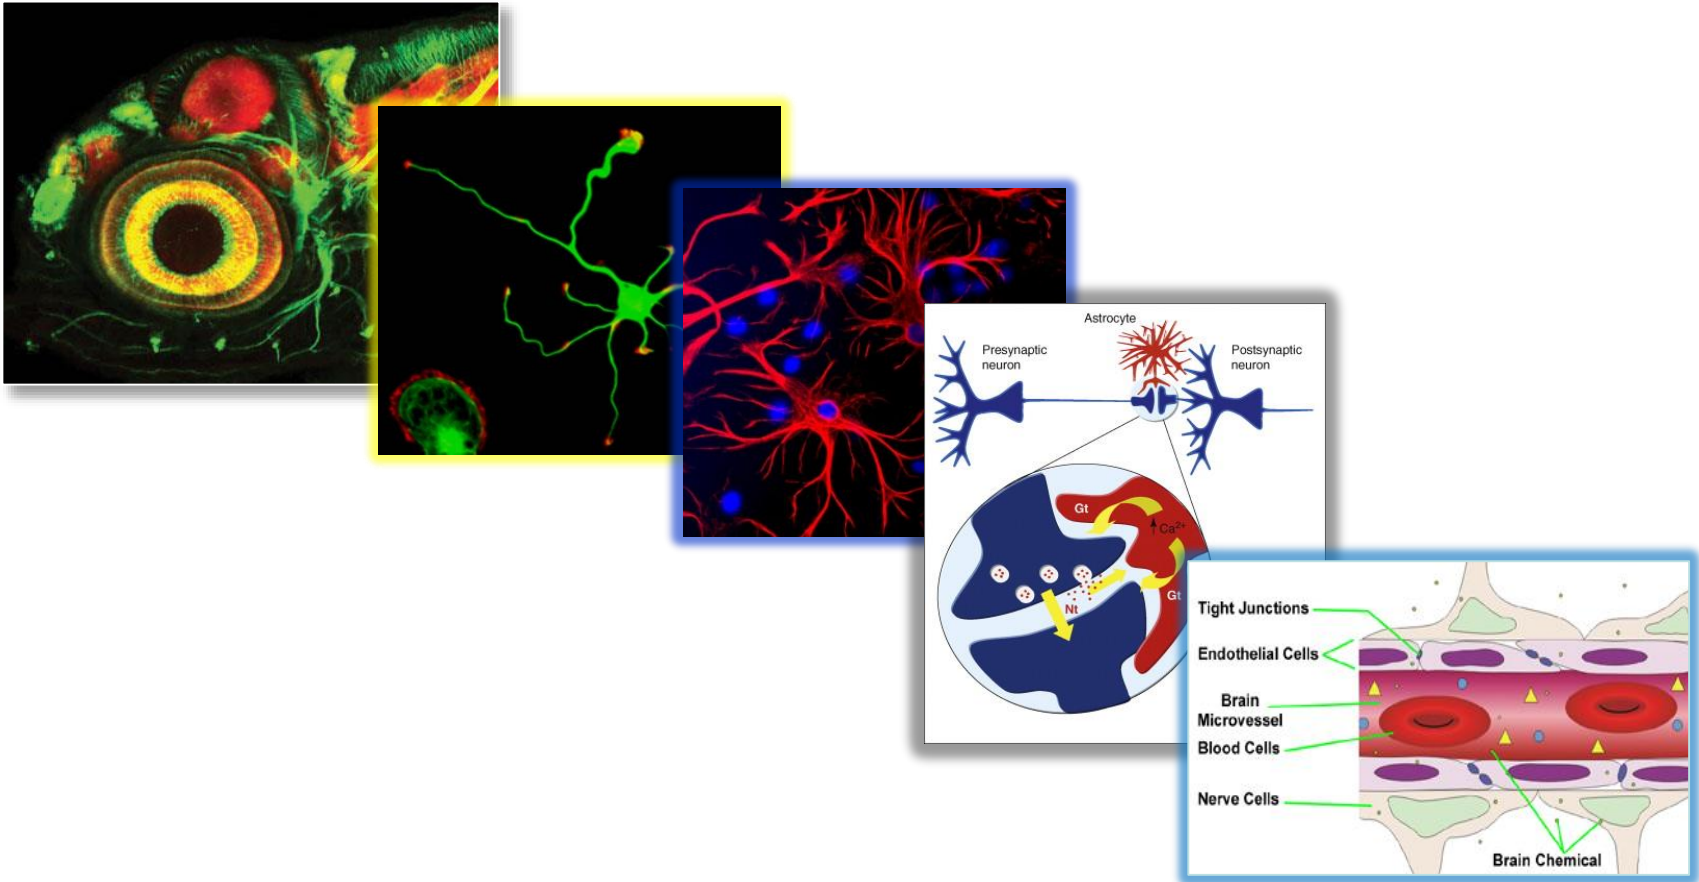 Astrocyte
Presynaptic
neuron
Postsynaptic
neuron
Gt
Ca²⁺
Nt
Gt
Tight Junctions
Endothelial Cells
Brain
Microvessel
Blood Cells
Nerve Cells
Brain Chemical